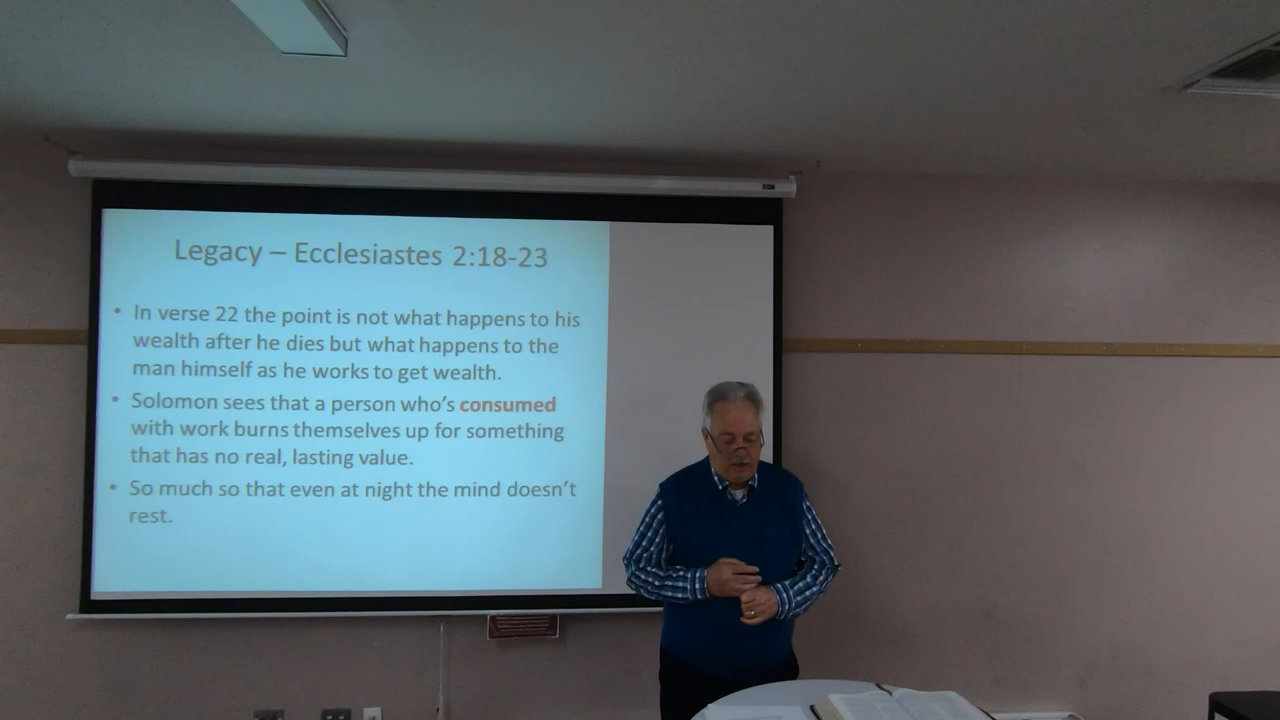 Legacy – Ecclesiastes 2:18-23
• In verse 22 the point is not what happens to his
wealth after he dies but what happens to the
man himself as he works to get wealth.
• Solomon sees that a person who's consumed
with work burns themselves up for something
that has no real, lasting value.
• So much so that even at night the mind doesn't
rest.